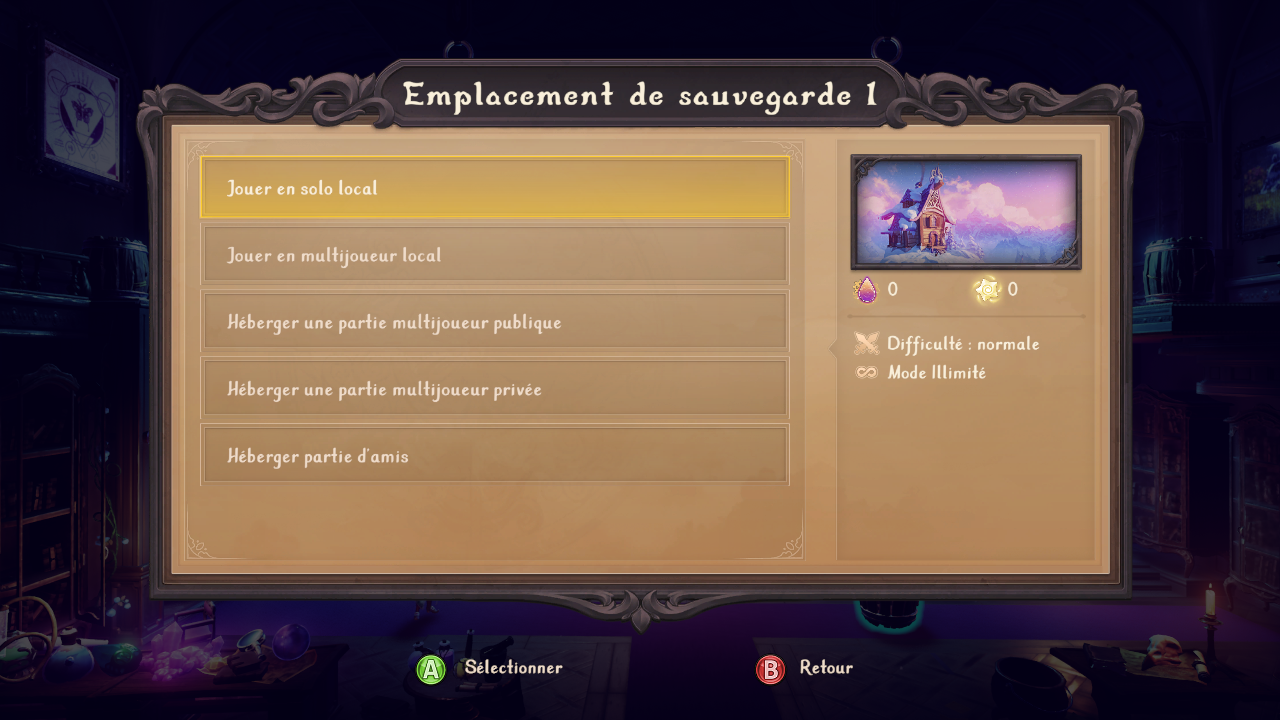 Emplacement de sauvegarde 1
Jouer en solo local
Jouer en multijoueur local
Héberger une partie multijoueur publique
Héberger une partie multijoueur privée
Héberger partie d'amis
0 0
Difficulté : normale
Mode Illimité
A Sélectionner B Retour